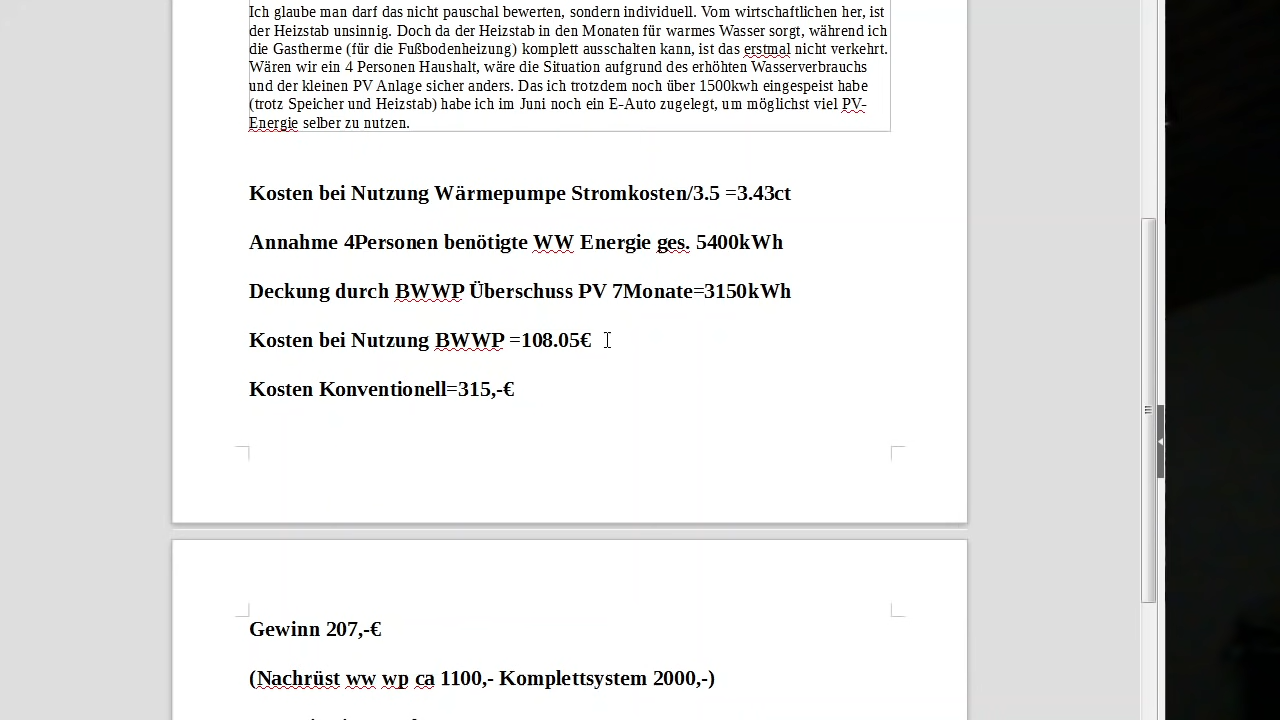 Ich glaube man darf das nicht pauschal bewerten, sondern individuell. Vom wirtschaftlichen her, ist
der Heizstab unsinnig. Doch da der Heizstab in den Monaten für warmes Wasser sorgt, während ich
die Gastherme (für die Fußbodenheizung) komplett ausschalten kann, ist das erstmal nicht verkehrt.
Wären wir ein 4 Personen Haushalt, wäre die Situation aufgrund des erhöhten Wasserverbrauchs
und der kleinen PV Anlage sicher anders. Das ich trotzdem noch über 1500kwh eingespeist habe
(trotz Speicher und Heizstab) habe ich im Juni noch ein E-Auto zugelegt, um möglichst viel PV-
Energie selber zu nutzen.
Kosten bei Nutzung Wärmepumpe Stromkosten/3.5 =3.43ct
Annahme 4Personen benötigte WW Energie ges. 5400kWh
Deckung durch BWWP Überschuss PV 7Monate=3150kWh
Kosten bei Nutzung BWWP =108.05€
Kosten Konventionell=315,-€
Gewinn 207,-€
(Nachrüst ww wp ca 1100,- Komplettsystem 2000,-)